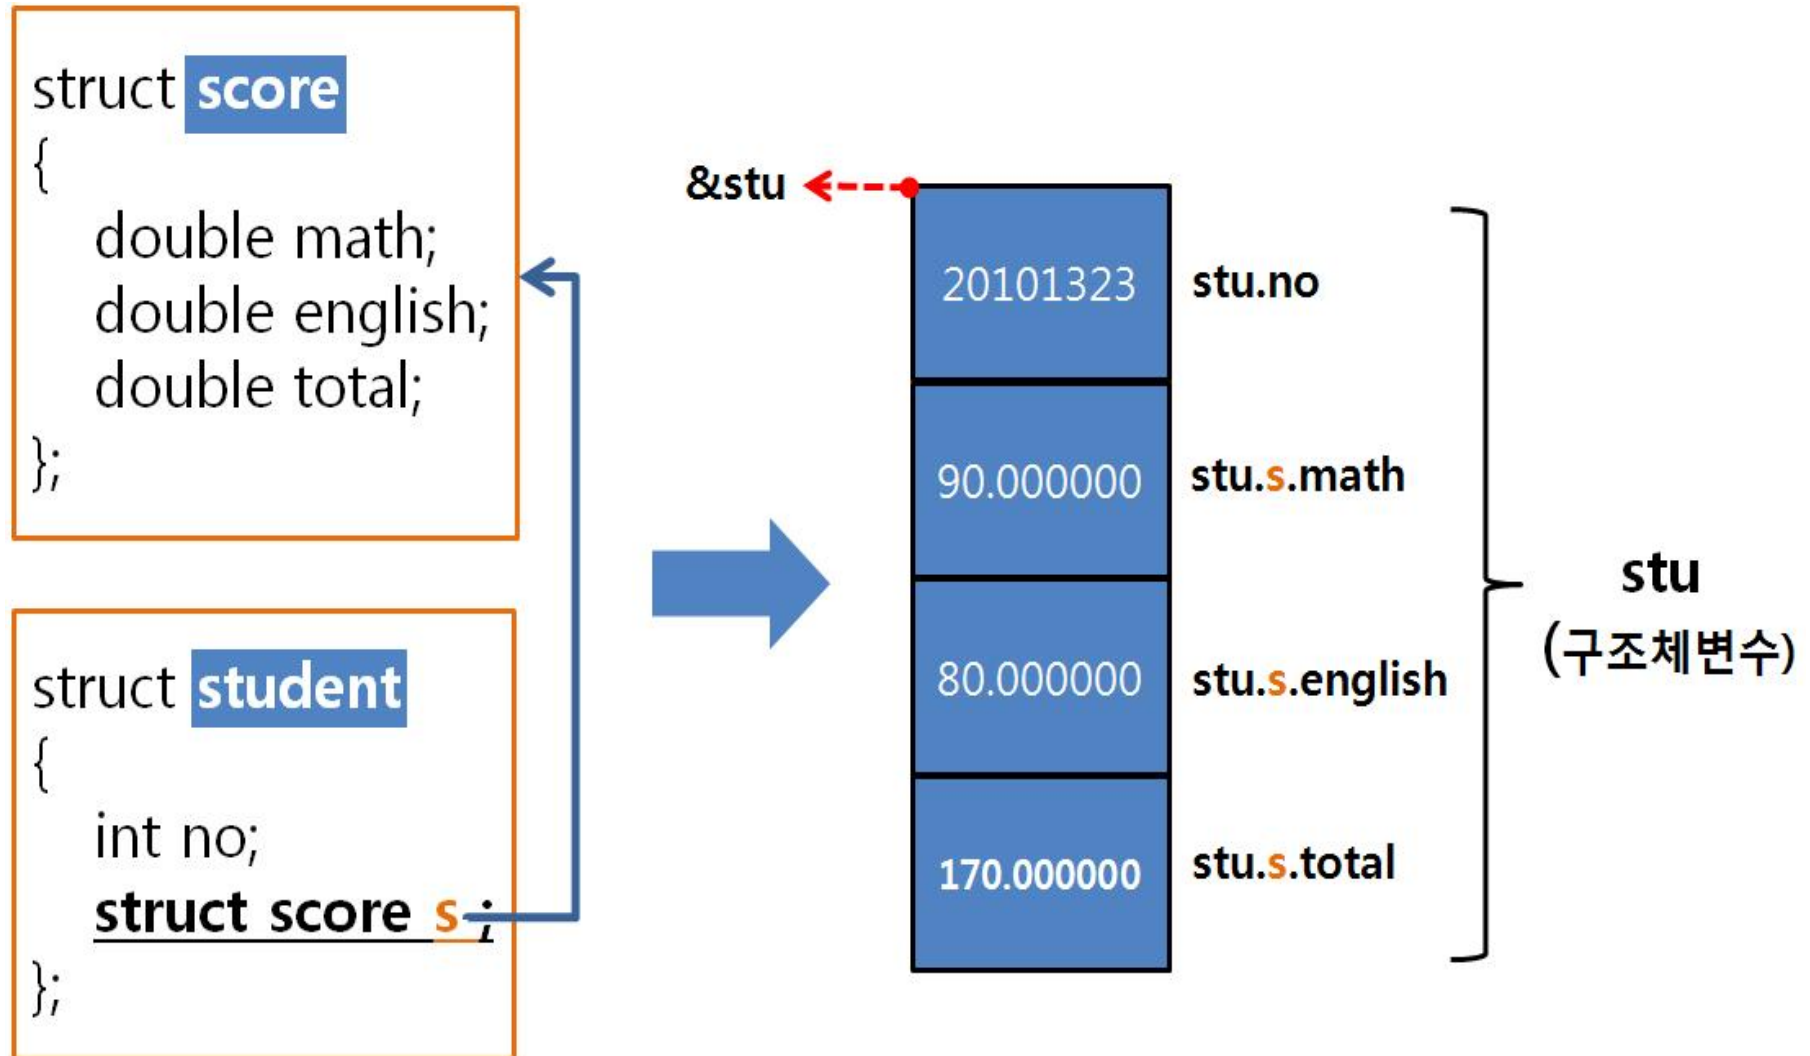 struct score
{
double math;
double english;
double total;
};
struct student
{
int no;
struct score s ;
};
&stu
20101323 stu.no
90.000000 stu.s.math
80.000000 stu.s.english
170.000000 stu.s.total
stu
(구조체변수)